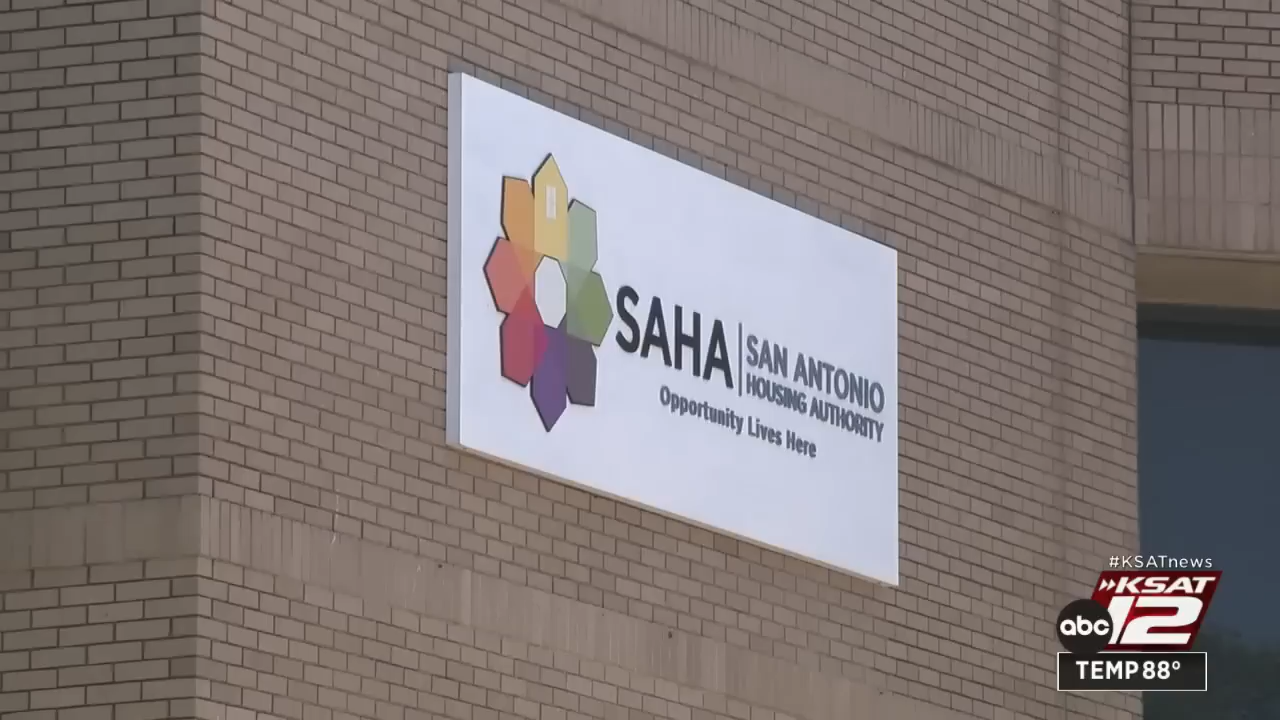 SAHA
SAN ANTONIO
HOUSING AUTHORITY
Opportunity Lives Here
#KSATnews
KSAT
abc 12
TEMP 88°